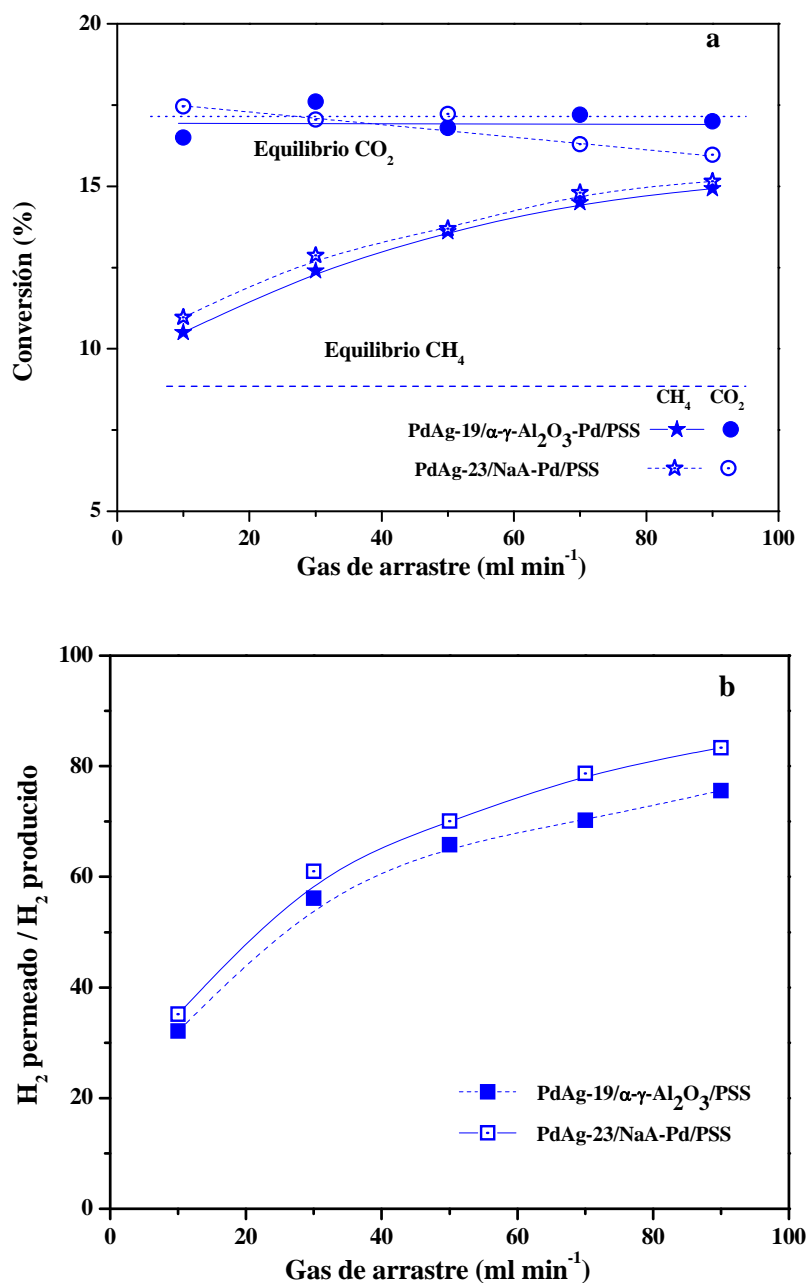 a
20
15
10
5
Conversión (%)
Equilibrio CO₂
Equilibrio CH₄
CH₄ CO₂
PdAg-19/α-γ-Al₂O₃-Pd/PSS
PdAg-23/NaA-Pd/PSS
0 20 40 60 80 100
Gas de arrastre (ml min⁻¹)
b
100
80
60
40
20
0
H₂ permeado / H₂ producido
PdAg-19/α-γ-Al₂O₃/PSS
PdAg-23/NaA-Pd/PSS
0 20 40 60 80 100
Gas de arrastre (ml min⁻¹)